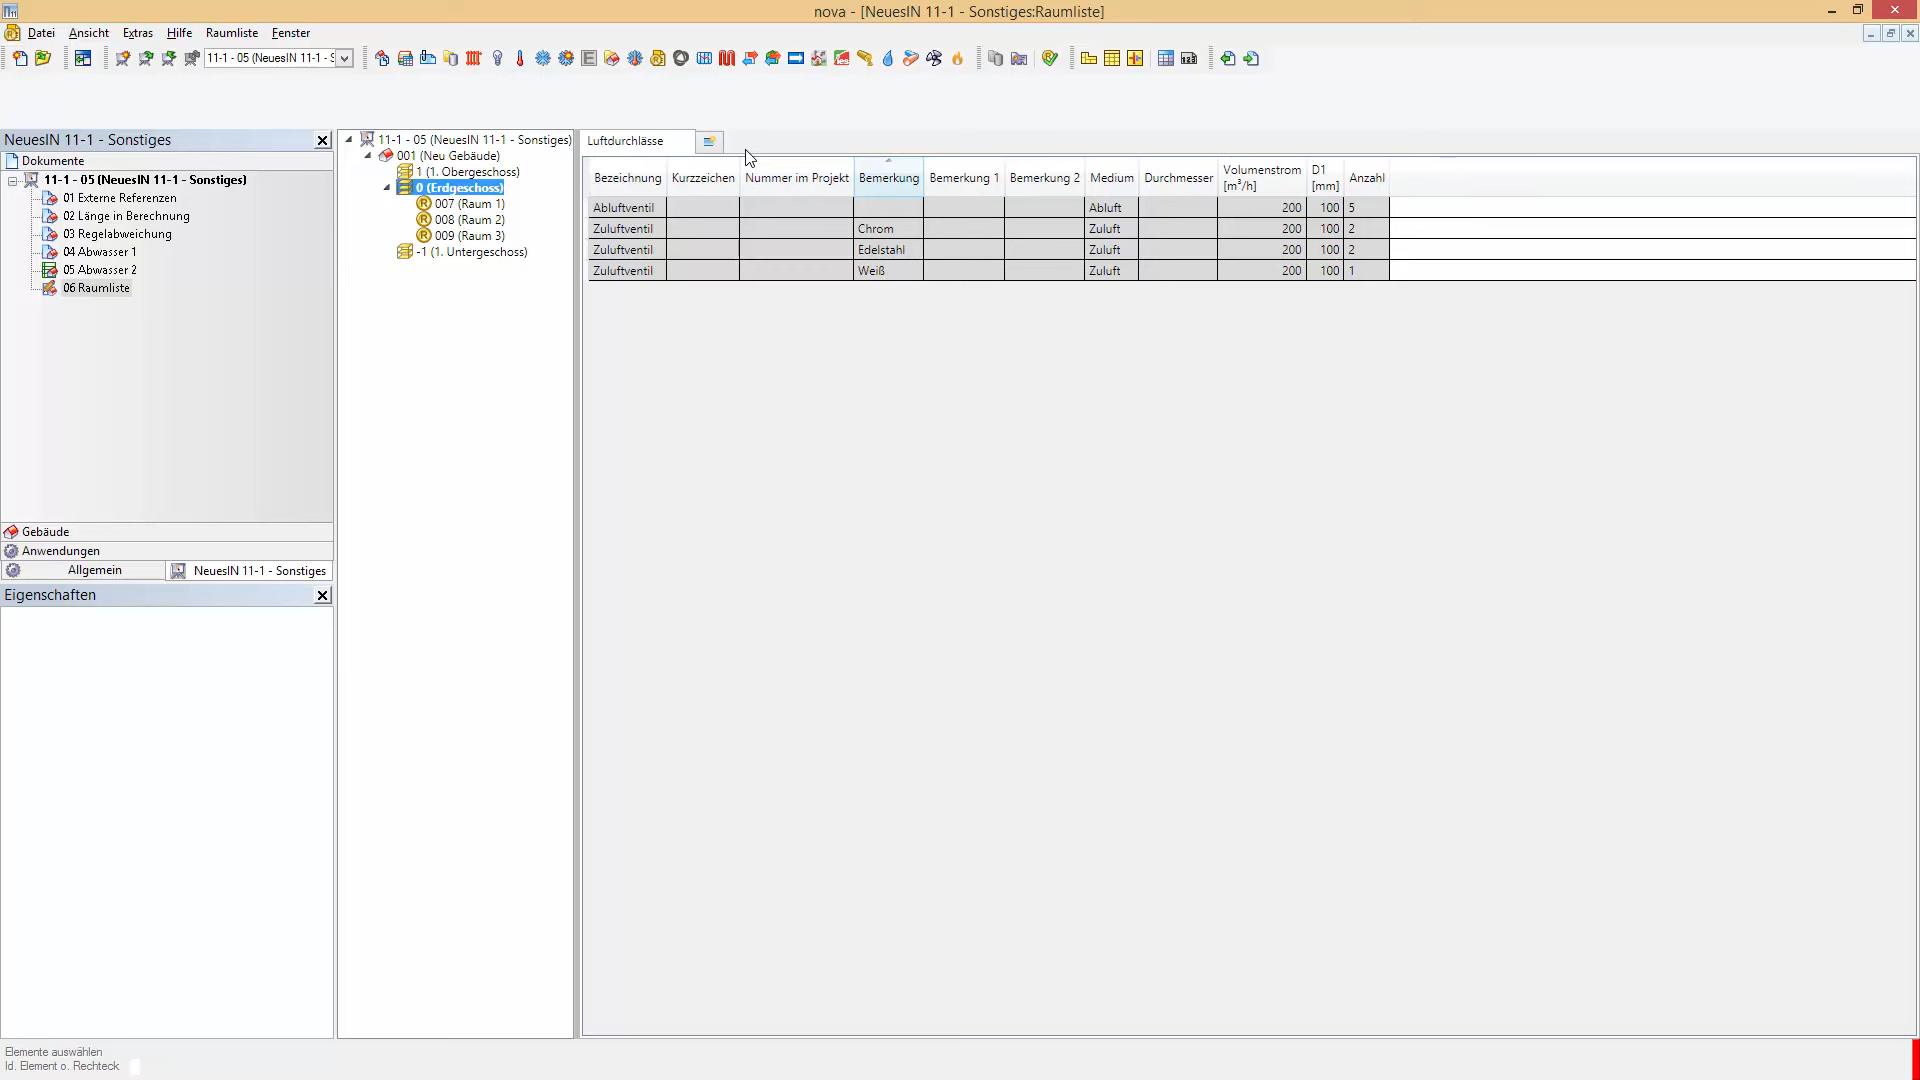 nova - [NeuesIN 11-1 - Sonstiges:Raumliste]
Datei Ansicht Extras Hilfe Raumliste Fenster
11-1 - 05 (NeuesIN 11-1 - S
NeuesIN 11-1 - Sonstiges
Dokumente
11-1 - 05 (NeuesIN 11-1 - Sonstiges)
01 Externe Referenzen
02 Länge in Berechnung
03 Regelabweichung
04 Abwasser 1
05 Abwasser 2
06 Raumliste
Gebäude
Anwendungen
Allgemein
NeuesIN 11-1 - Sonstiges
Eigenschaften
11-1 - 05 (NeuesIN 11-1 - Sonstiges)
001 (Neu Gebäude)
1 (1. Obergeschoss)
0 (Erdgeschoss)
007 (Raum 1)
008 (Raum 2)
009 (Raum 3)
-1 (1. Untergeschoss)
Luftdurchlässe
Bezeichnung Kurzzeichen Nummer im Projekt Bemerkung Bemerkung 1 Bemerkung 2 Medium Durchmesser Volumenstrom [m³/h] D1 [mm] Anzahl
Abluftventil Abluft 200 100 5
Zuluftventil Chrom Zuluft 200 100 2
Zuluftventil Edelstahl Zuluft 200 100 2
Zuluftventil Weiß Zuluft 200 100 1
Elemente auswählen
Id. Element o. Rechteck